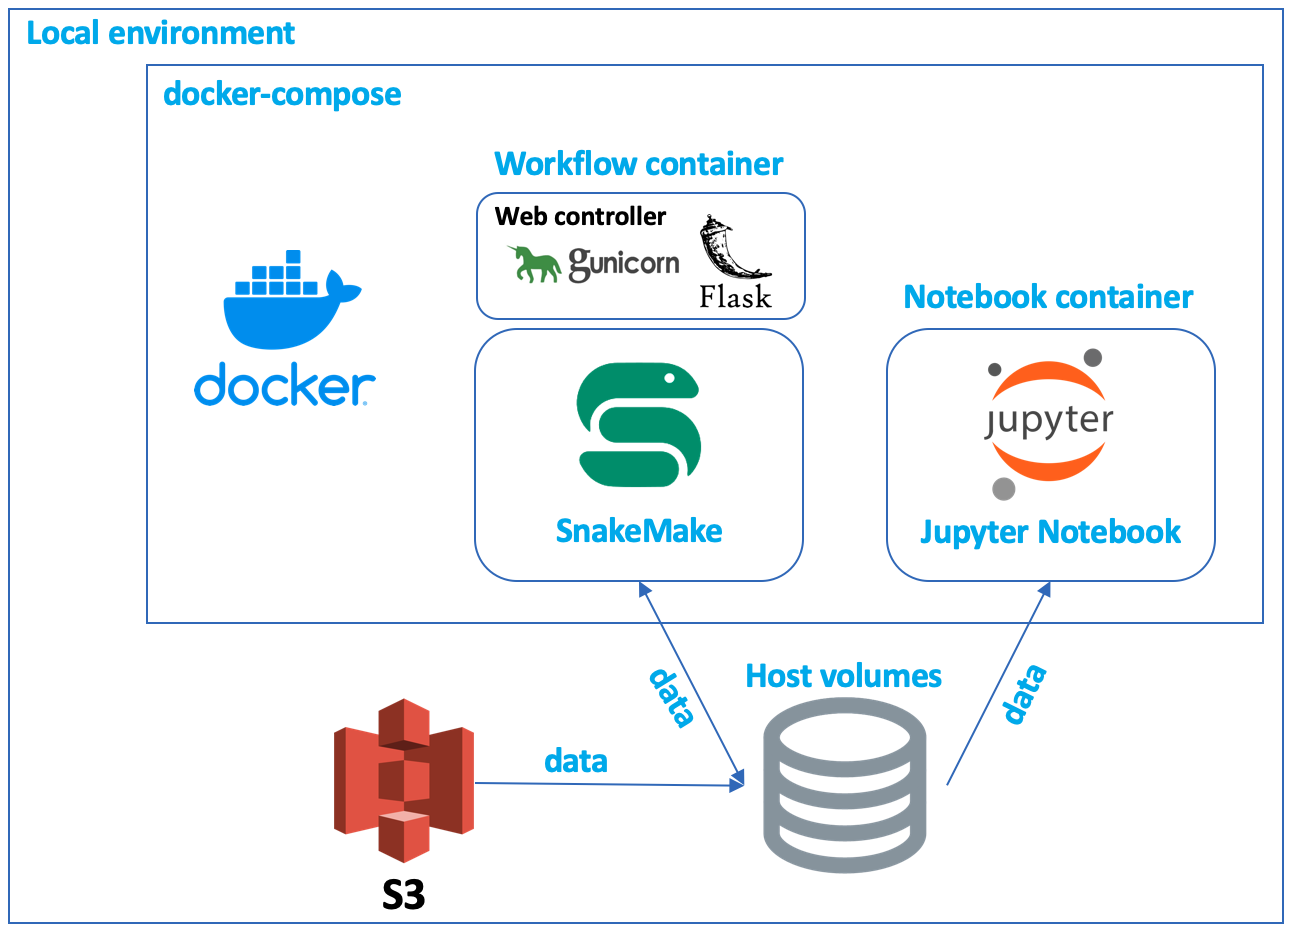 Local environment
docker-compose
Workflow container
Web controller
gunicorn
Flask
docker
Notebook container
jupyter
SnakeMake
Jupyter Notebook
data
Host volumes
data
data
S3